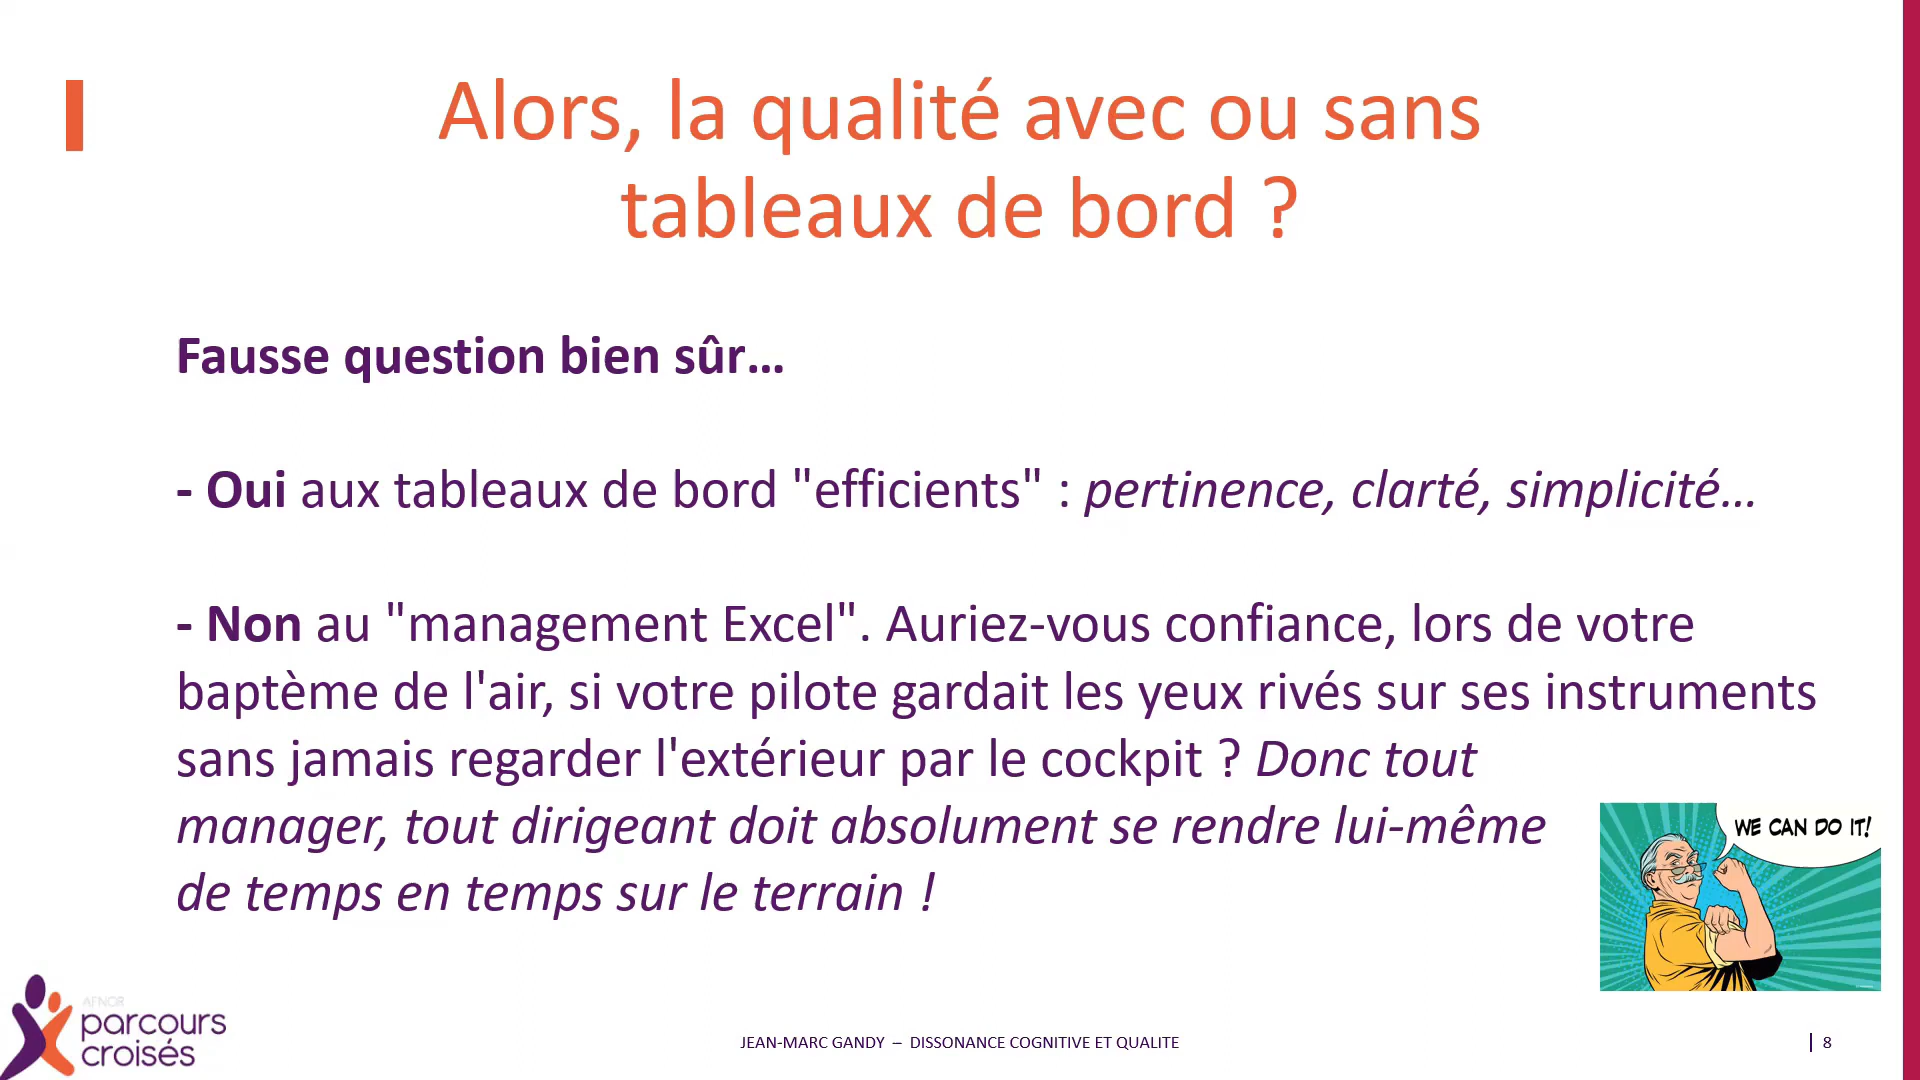 Alors, la qualité avec ou sans
tableaux de bord ?
Fausse question bien sûr…
- Oui aux tableaux de bord "efficients" : pertinence, clarté, simplicité…
- Non au "management Excel". Auriez-vous confiance, lors de votre
baptème de l'air, si votre pilote gardait les yeux rivés sur ses instruments
sans jamais regarder l'extérieur par le cockpit ? Donc tout
manager, tout dirigeant doit absolument se rendre lui-même
de temps en temps sur le terrain !
WE CAN DO IT!
AFNOR
parcours
croisés
JEAN-MARC GANDY – DISSONANCE COGNITIVE ET QUALITE
8